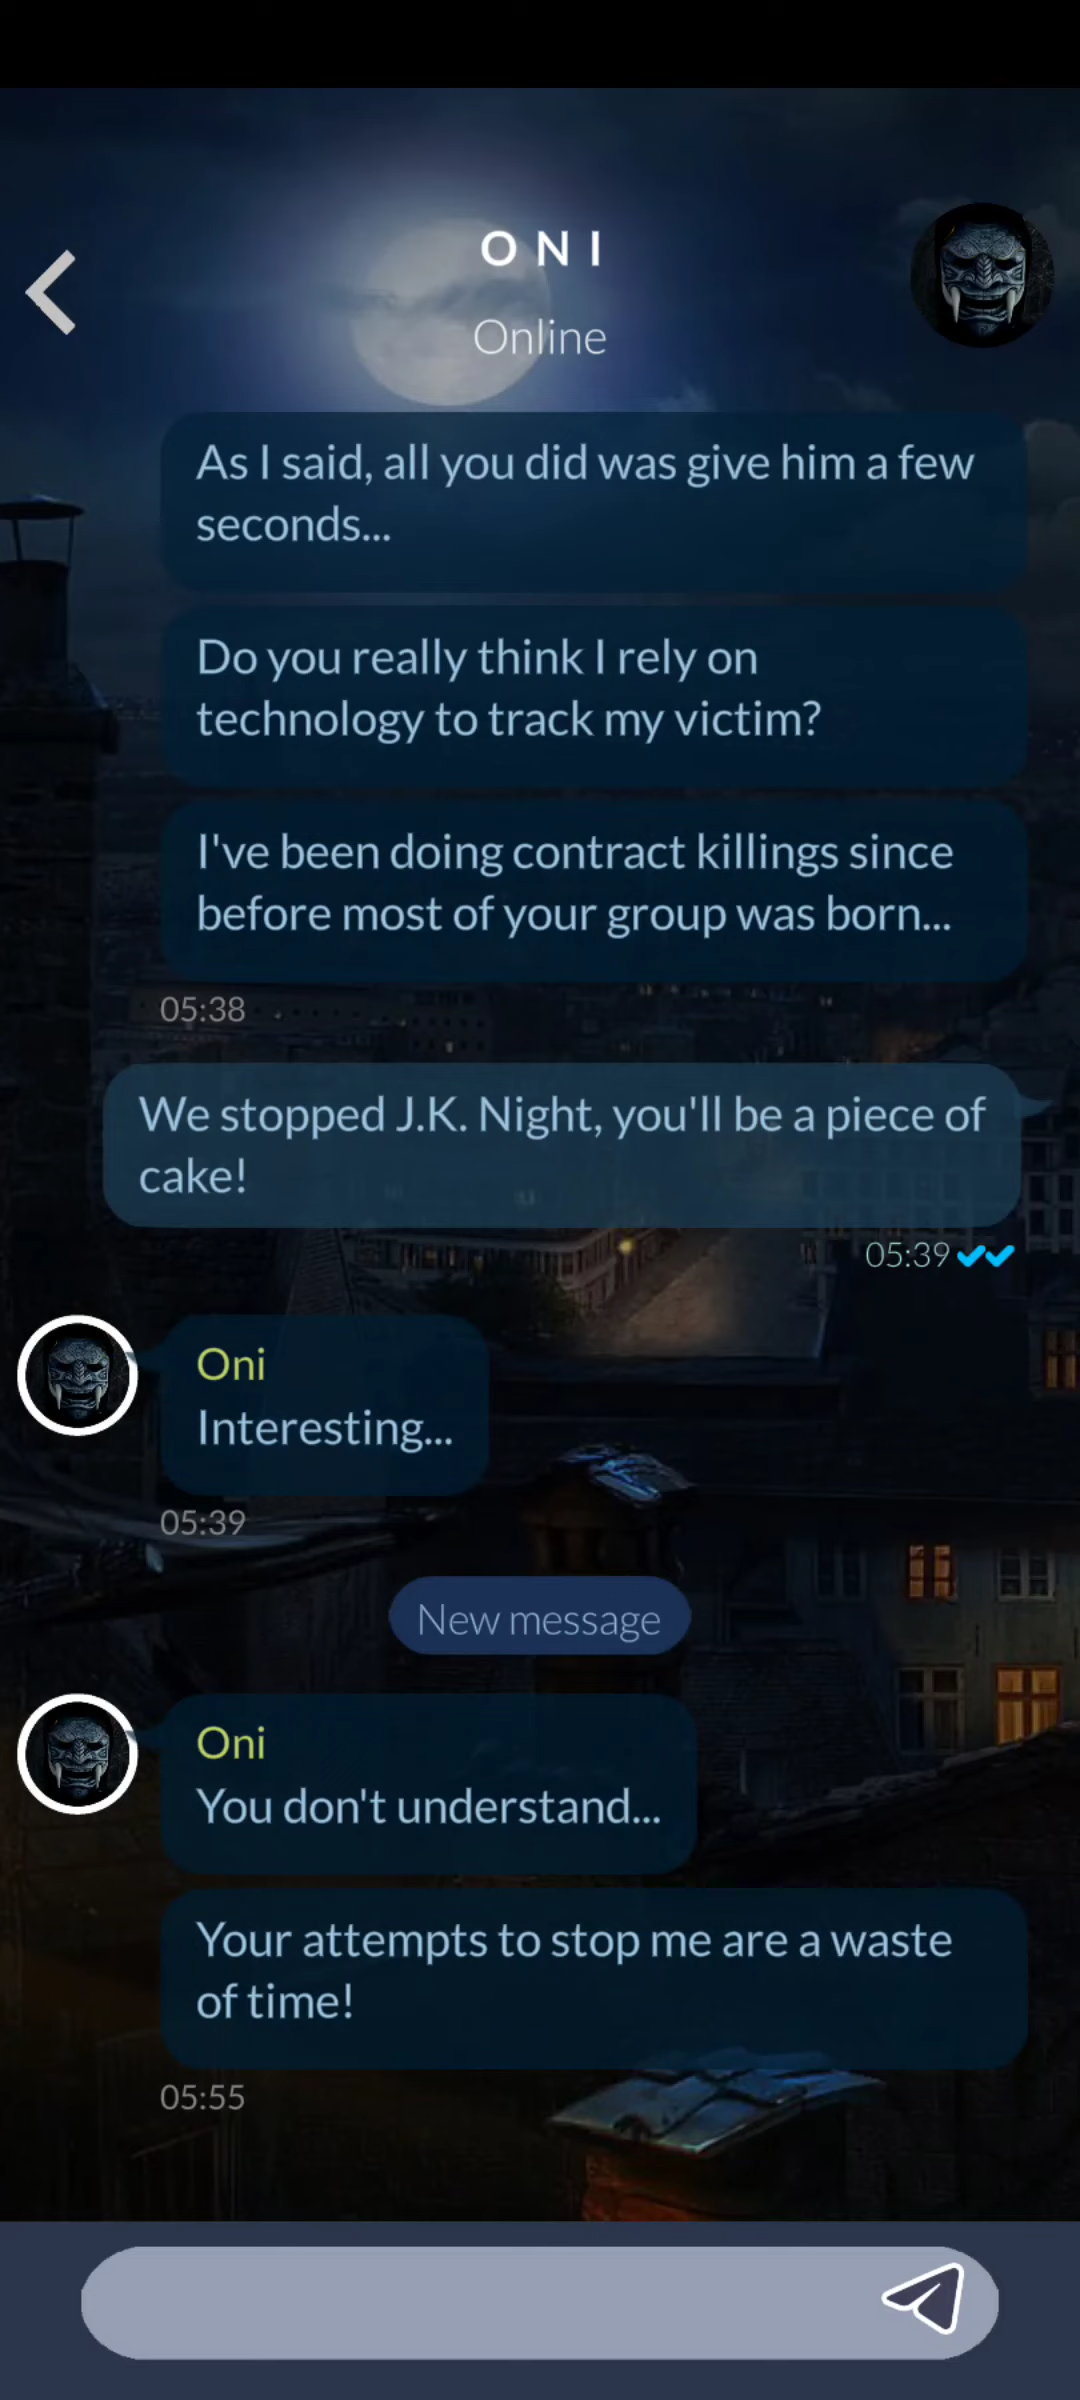 ONI
Online
As I said, all you did was give him a few
seconds...
Do you really think I rely on
technology to track my victim?
I've been doing contract killings since
before most of your group was born...
05:38
We stopped J.K. Night, you'll be a piece of
cake!
05:39
Oni
Interesting...
05:39
New message
Oni
You don't understand...
Your attempts to stop me are a waste
of time!
05:55